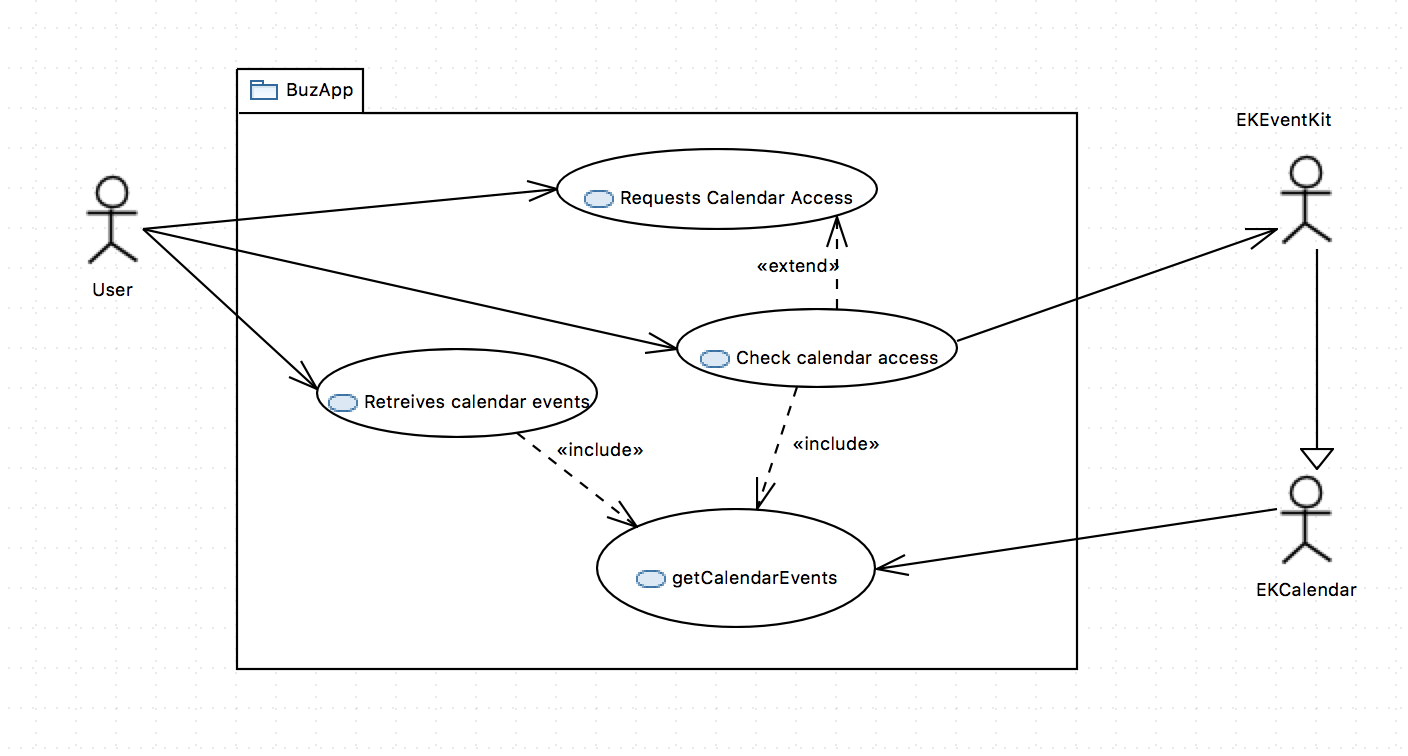 BuzApp
EKEventKit
Requests Calendar Access
«extend»
User
Check calendar access
Retreives calendar events
«include»
«include»
getCalendarEvents
EKCalendar